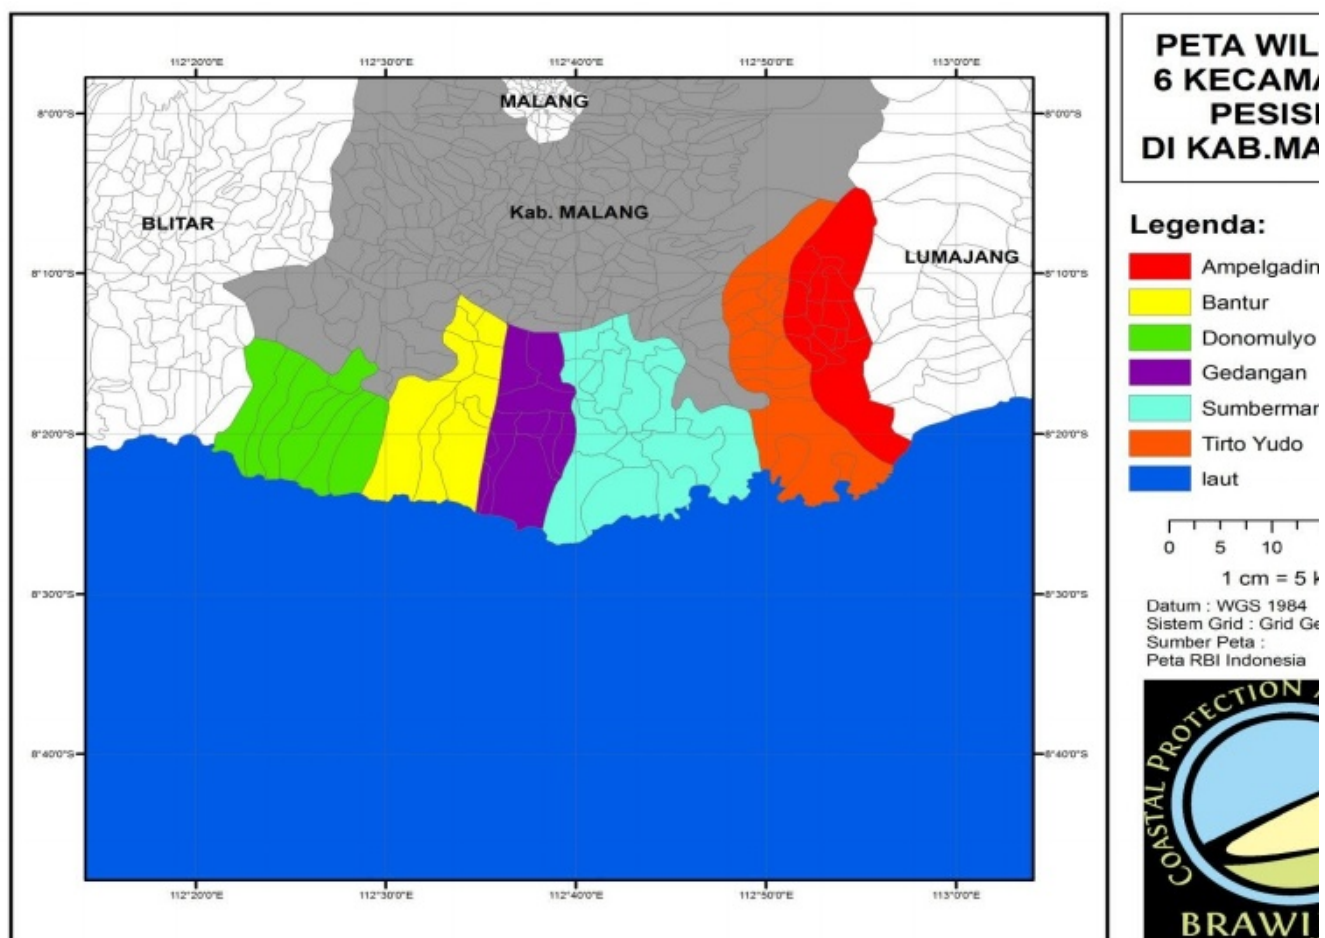 112°20'0"E 112°30'0"E 112°40'0"E 112°50'0"E 113°0'0"E
8°0'0"S 8°0'0"S
8°10'0"S 8°10'0"S
8°20'0"S 8°20'0"S
8°30'0"S 8°30'0"S
8°40'0"S 8°40'0"S
112°20'0"E 112°30'0"E 112°40'0"E 112°50'0"E 113°0'0"E
MALANG
Kab. MALANG
BLITAR
LUMAJANG
PETA WIL
6 KECAMA
PESISI
DI KAB.MA
Legenda:
Ampelgadin
Bantur
Donomulyo
Gedangan
Sumberman
Tirto Yudo
laut
0 5 10
1 cm = 5 k
Datum : WGS 1984
Sistem Grid : Grid Ge
Sumber Peta :
Peta RBI Indonesia
COASTAL PROTECTION
BRAWI